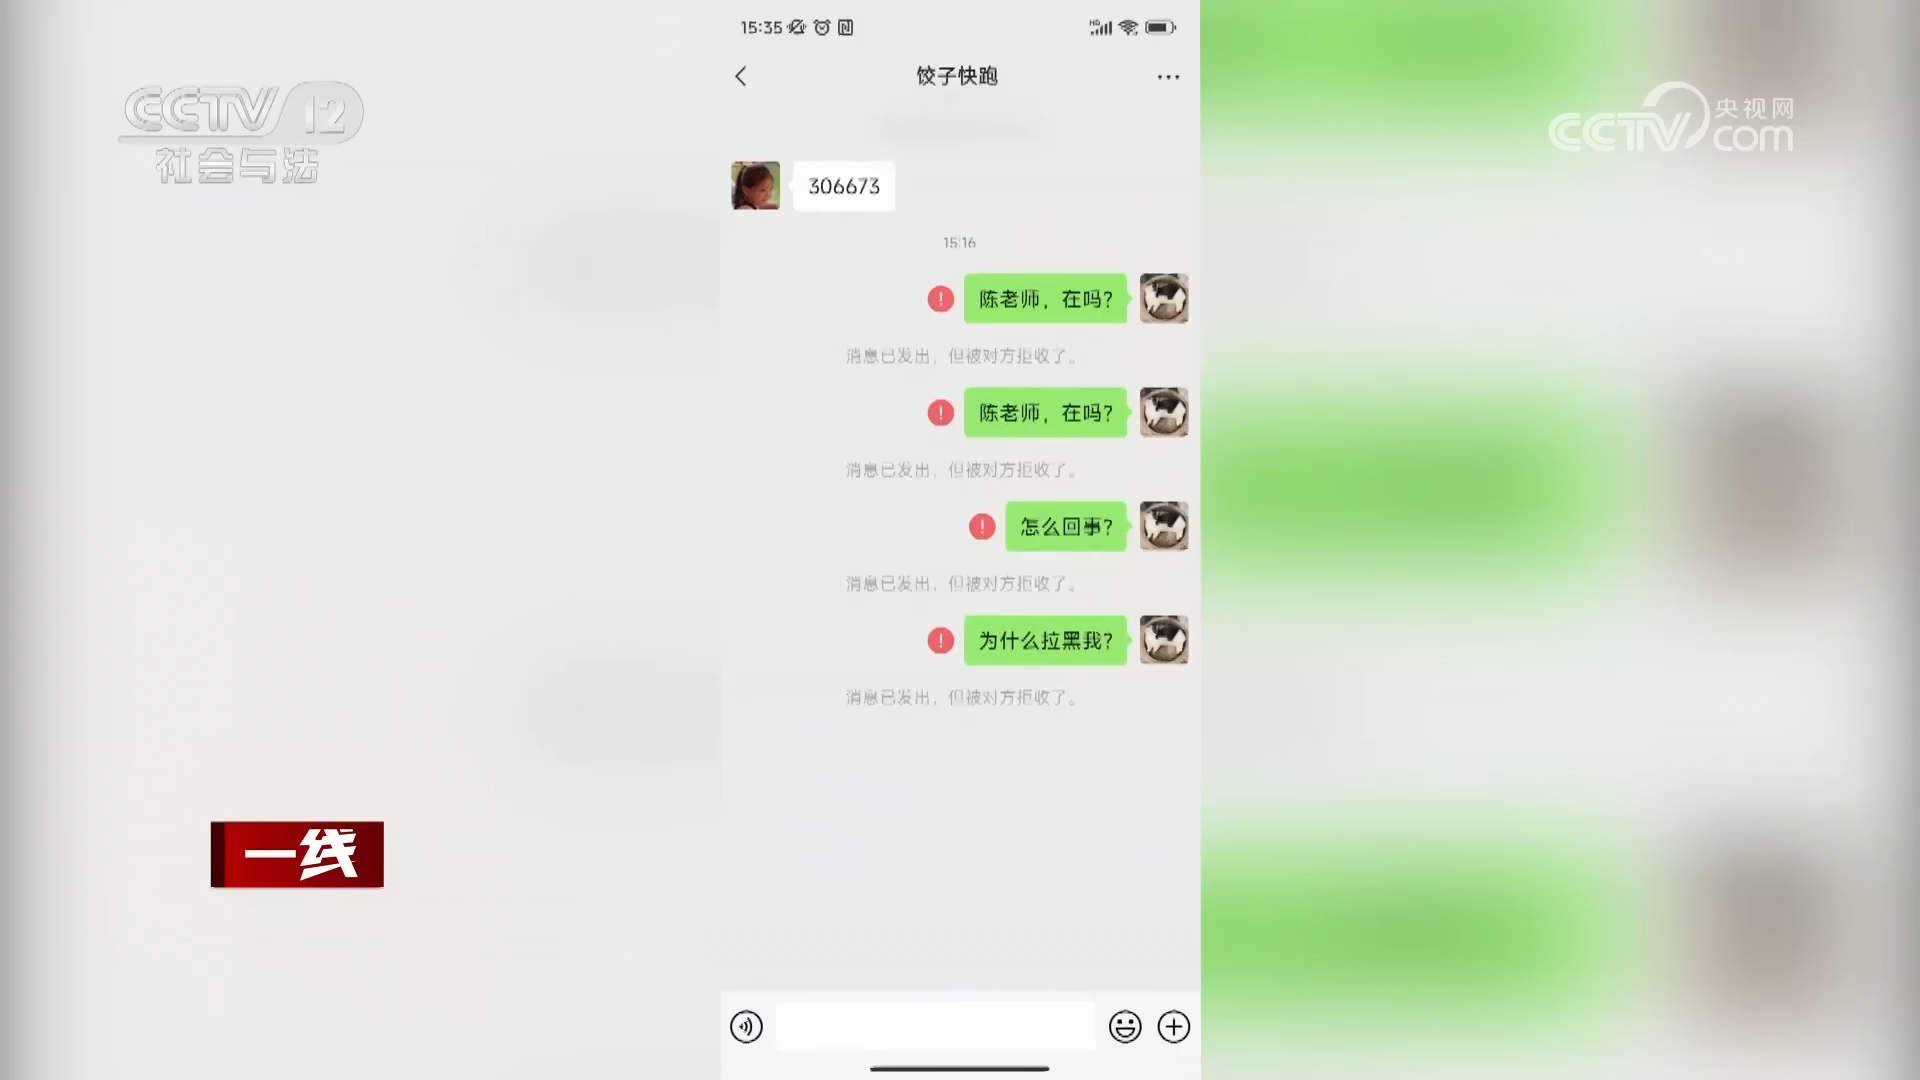 15:35
饺子快跑
CCTV 12
社会与法
央视网
CCTV.com
306673
15:16
陈老师，在吗？
消息已发出，但被对方拒收了。
陈老师，在吗？
消息已发出，但被对方拒收了。
怎么回事？
消息已发出，但被对方拒收了。
为什么拉黑我？
消息已发出，但被对方拒收了。
一线